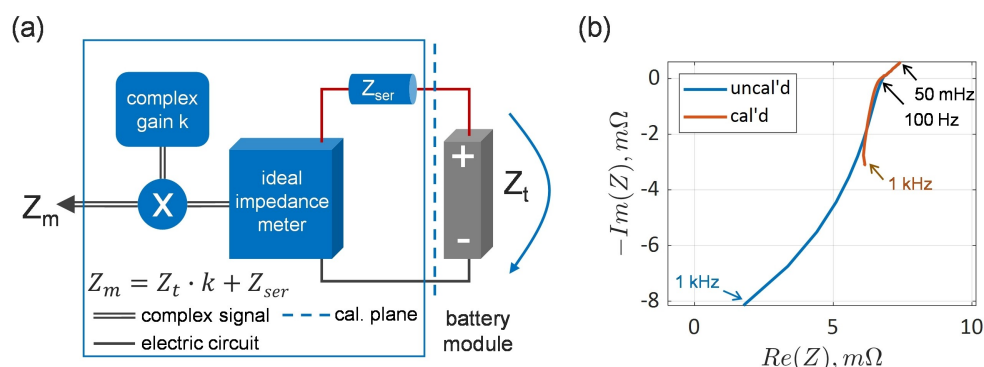 (a)
complex
gain k
Z_ser
X
ideal
impedance
meter
+
-
Z_t
Z_m
Z_m = Z_t · k + Z_ser
complex signal
cal. plane
electric circuit
battery
module
(b)
uncal'd
cal'd
50 mHz
100 Hz
1 kHz
1 kHz
0
-2
-4
-6
-8
0
5
10
-Im(Z), mΩ
Re(Z), mΩ